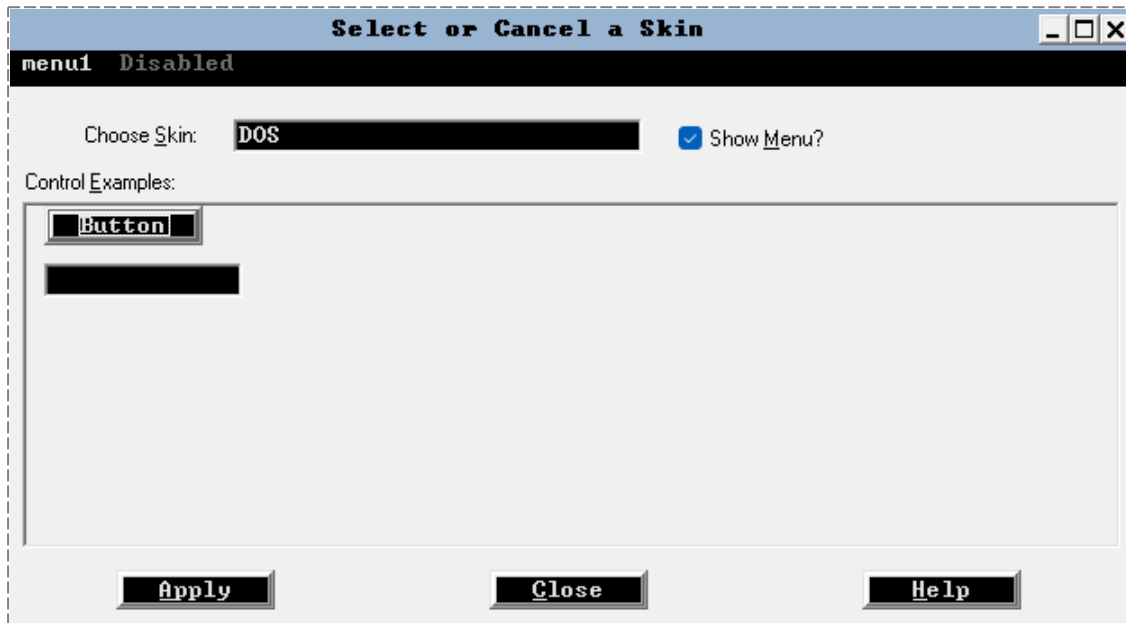 Select or Cancel a Skin
menu1 Disabled
Choose Skin: DOS Show Menu?
Control Examples:
Button
Apply Close Help